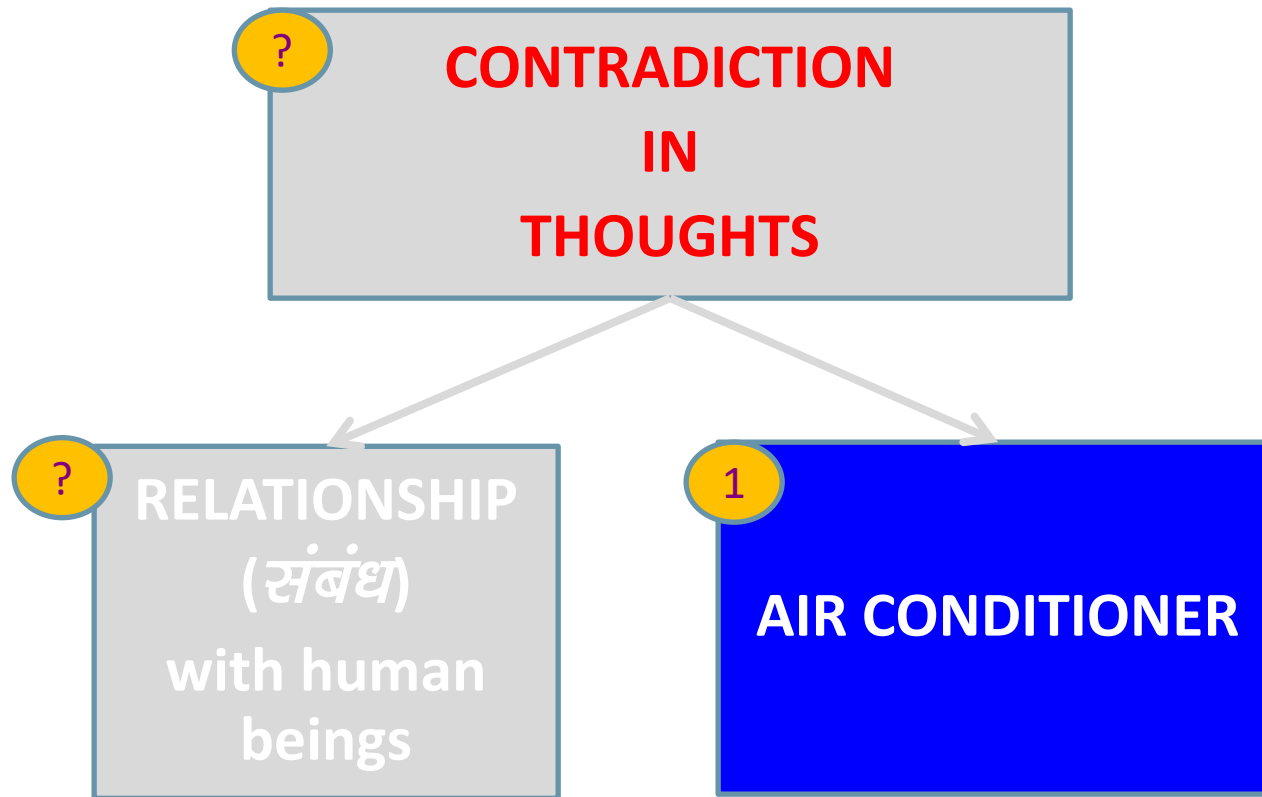 ?
CONTRADICTION
IN
THOUGHTS
?
RELATIONSHIP
(संबंध)
with human
beings
1
AIR CONDITIONER